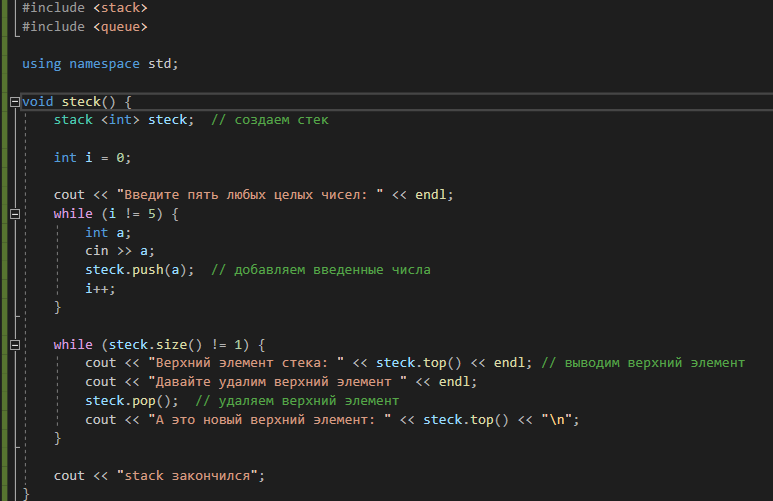 #include <stack>
#include <queue>
using namespace std;
void steck() {
stack <int> steck;  // создаем стек
int i = 0;
cout << "Введите пять любых целых чисел: " << endl;
while (i != 5) {
int a;
cin >> a;
steck.push(a);  // добавляем введенные числа
i++;
}
while (steck.size() != 1) {
cout << "Верхний элемент стека: " << steck.top() << endl; // выводим верхний элемент
cout << "Давайте удалим верхний элемент " << endl;
steck.pop();  // удаляем верхний элемент
cout << "А это новый верхний элемент: " << steck.top() << "\n";
}
cout << "stack закончился";
}